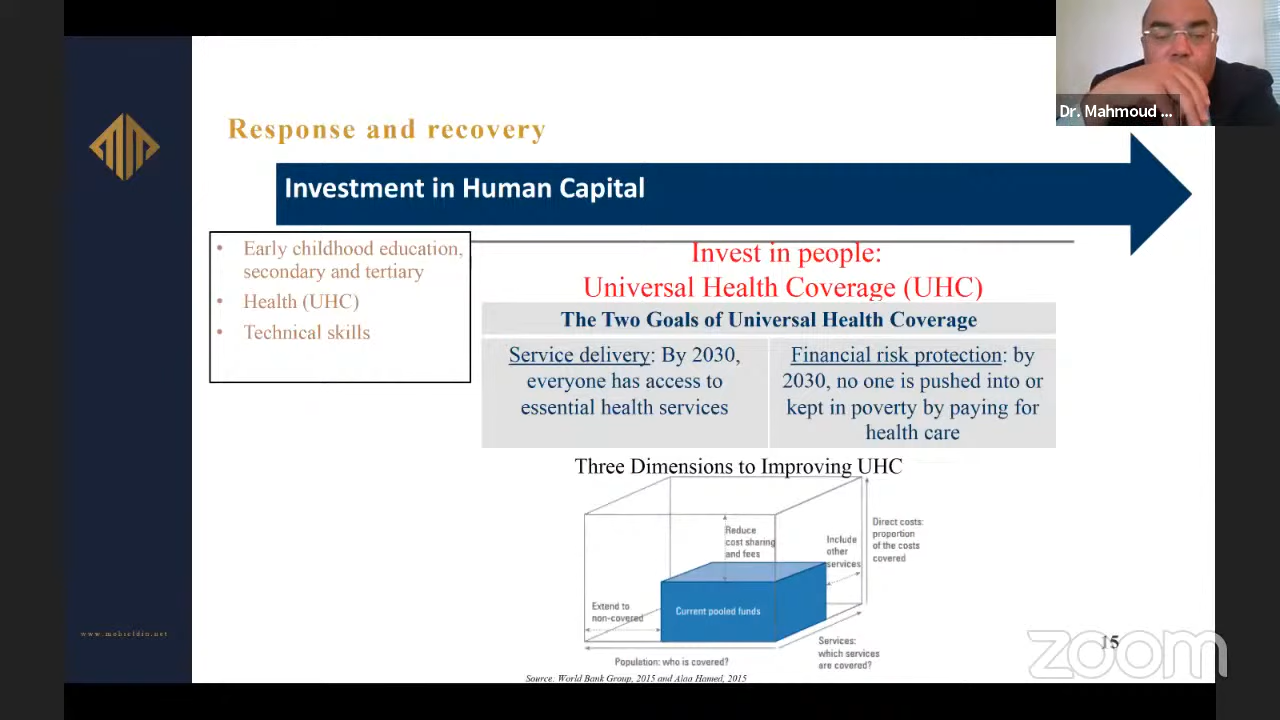 Dr. Mahmoud ...
Response and recovery
Investment in Human Capital
• Early childhood education,
secondary and tertiary
• Health (UHC)
• Technical skills
Invest in people:
Universal Health Coverage (UHC)
The Two Goals of Universal Health Coverage
Service delivery: By 2030,
everyone has access to
essential health services
Financial risk protection: by
2030, no one is pushed into or
kept in poverty by paying for
health care
Three Dimensions to Improving UHC
Reduce
cost sharing
and fees
Include
other
services
Direct costs:
proportion
of the costs
covered
Extend to
non-covered
Current pooled funds
Population: who is covered?
Services:
which services
are covered?
Source. World Bank Group, 2015 and Alaa Hamed, 2015
www.mohieldin.net
15
zoom